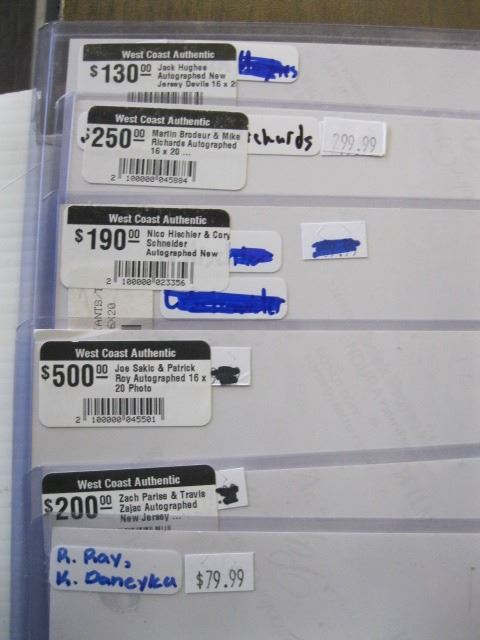 West Coast Authentic
$130.00 Jack Hughes
Autographed New
Jersey Devils 16 x 2
West Coast Authentic
$250.00 Martin Brodeur & Mike
Richards Autographed
16 x 20 ...
2 100000 045884
chards
299.99
West Coast Authentic
$190.00 Nico Hischier & Cory
Schneider
Autographed New
2 100000 023356
6X20
West Coast Authentic
$500.00 Joe Sakic & Patrick
Roy Autographed 16 x
20 Photo
2 100000 045501
West Coast Authentic
$200.00 Zach Parise & Travis
Zajac Autographed
New Jersey ...
R. Ray,
K. Daneyko
$79.99